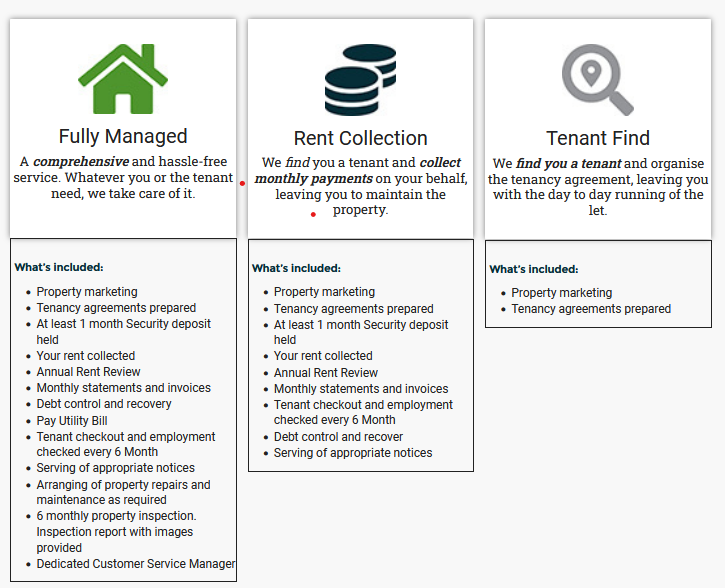 Fully Managed
A comprehensive and hassle-free
service. Whatever you or the tenant
need, we take care of it.
What's included:
Property marketing
Tenancy agreements prepared
At least 1 month Security deposit
held
Your rent collected
Annual Rent Review
Monthly statements and invoices
Debt control and recovery
Pay Utility Bill
Tenant checkout and employment
checked every 6 Month
Serving of appropriate notices
Arranging of property repairs and
maintenance as required
6 monthly property inspection.
Inspection report with images
provided
Dedicated Customer Service Manager
Rent Collection
We find you a tenant and collect
monthly payments on your behalf,
leaving you to maintain the
property.
What's included:
Property marketing
Tenancy agreements prepared
At least 1 month Security deposit
held
Your rent collected
Annual Rent Review
Monthly statements and invoices
Tenant checkout and employment
checked every 6 Month
Debt control and recover
Serving of appropriate notices
Tenant Find
We find you a tenant and organise
the tenancy agreement, leaving you
with the day to day running of the
let.
What's included:
Property marketing
Tenancy agreements prepared